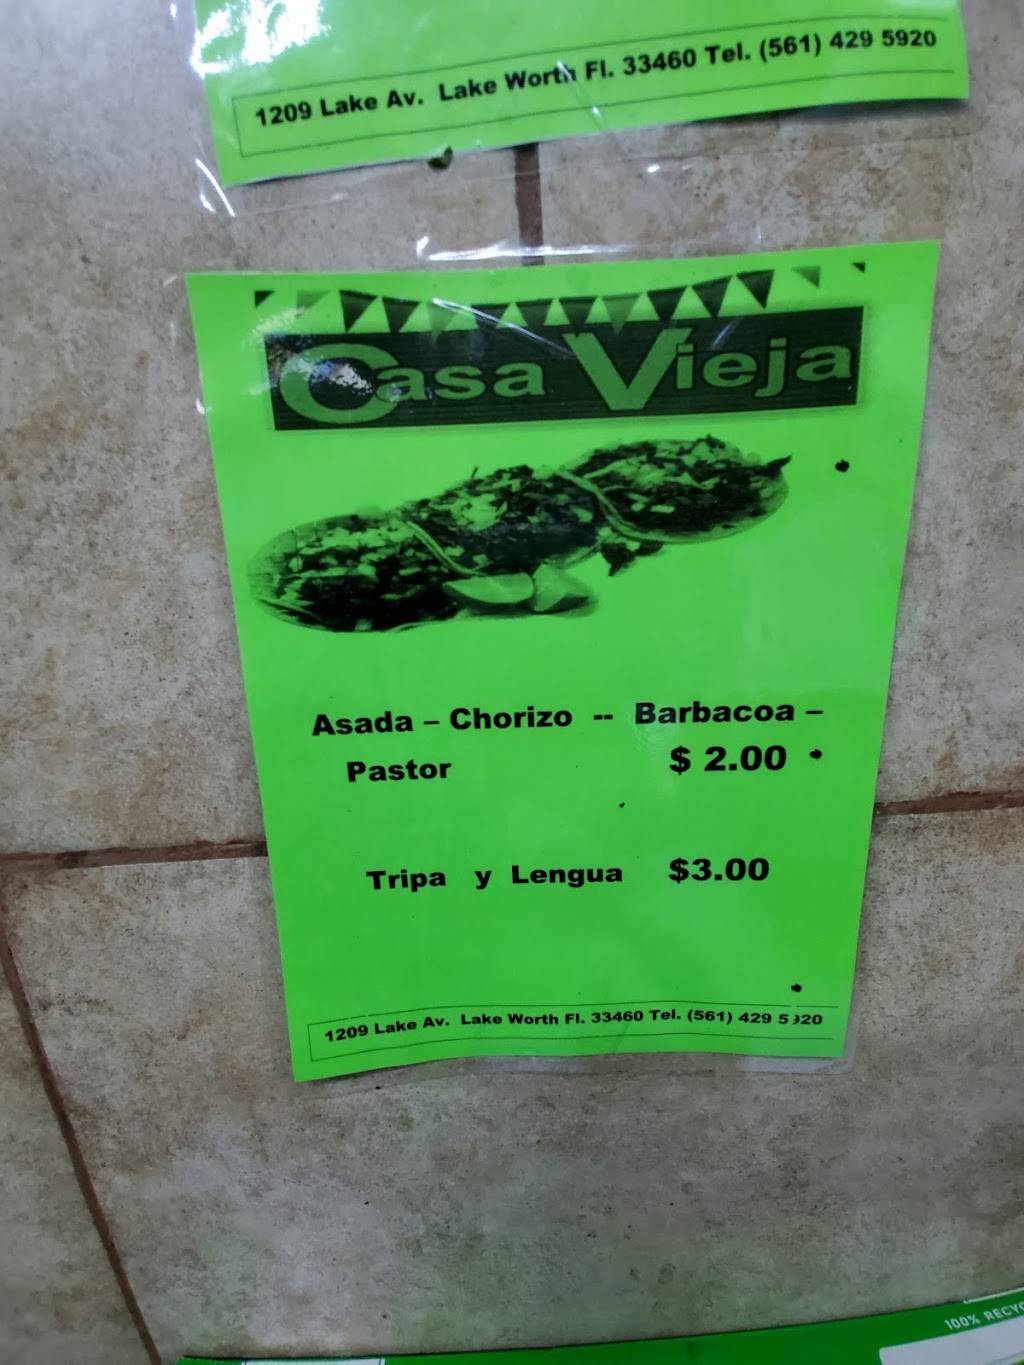 1209 Lake Av. Lake Worth Fl. 33460 Tel. (561) 429 5920
Casa Vieja
Asada – Chorizo -- Barbacoa –
Pastor $ 2.00
Tripa y Lengua $3.00
1209 Lake Av. Lake Worth Fl. 33460 Tel. (561) 429 5920
100%